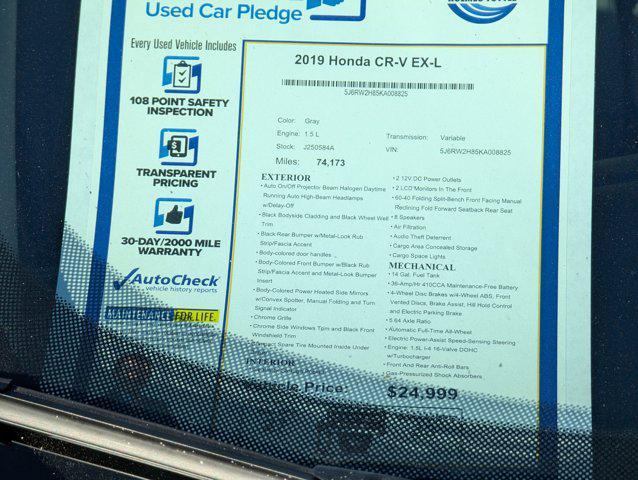 Used Car Pledge
Every Used Vehicle Includes
108 POINT SAFETY
INSPECTION
TRANSPARENT
PRICING
30-DAY/2000 MILE
WARRANTY
AutoCheck
vehicle history reports
MAINTENANCE FOR LIFE
2019 Honda CR-V EX-L
5J6RW2H85KA008825
Color: Gray
Engine: 1.5 L
Transmission: Variable
Stock: J250584A
VIN: 5J6RW2H85KA008825
Miles: 74,173
EXTERIOR
• Auto On/Off Projector Beam Halogen Daytime
Running Auto High-Beam Headlamps
w/Delay-Off
• Black Bodyside Cladding and Black Wheel Well
Trim
• Black Rear Bumper w/Metal-Look Rub
Strip/Fascia Accent
• Body-color door handles
• Body-Colored Front Bumper w/Black Rub
Strip/Fascia Accent and Metal-Look Bumper
Insert
• Body-Colored Power Heated Side Mirrors
w/Convex Spotter, Manual Folding and Turn
Signal Indicator
• Chrome Grille
• Chrome Side Windows Trim and Black Front
Windshield Trim
• Compact Spare Tire Mounted Inside Under
INTERIOR
• 2 12V DC Power Outlets
• 2 LCD Monitors In The Front
• 60-40 Folding Split-Bench Front Facing Manual
Reclining Fold Forward Seatback Rear Seat
• 8 Speakers
• Air Filtration
• Audio Theft Deterrent
• Cargo Area Concealed Storage
• Cargo Space Lights
MECHANICAL
• 14 Gal. Fuel Tank
• 36-Amp/Hr 410CCA Maintenance-Free Battery
• 4-Wheel Disc Brakes w/4-Wheel ABS, Front
Vented Discs, Brake Assist, Hill Hold Control
and Electric Parking Brake
• 5.64 Axle Ratio
• Automatic Full-Time All-Wheel
• Electric Power-Assist Speed-Sensing Steering
• Engine: 1.5L I-4 16-Valve DOHC
w/Turbocharger
• Front And Rear Anti-Roll Bars
• Gas-Pressurized Shock Absorbers
Price: $24,999